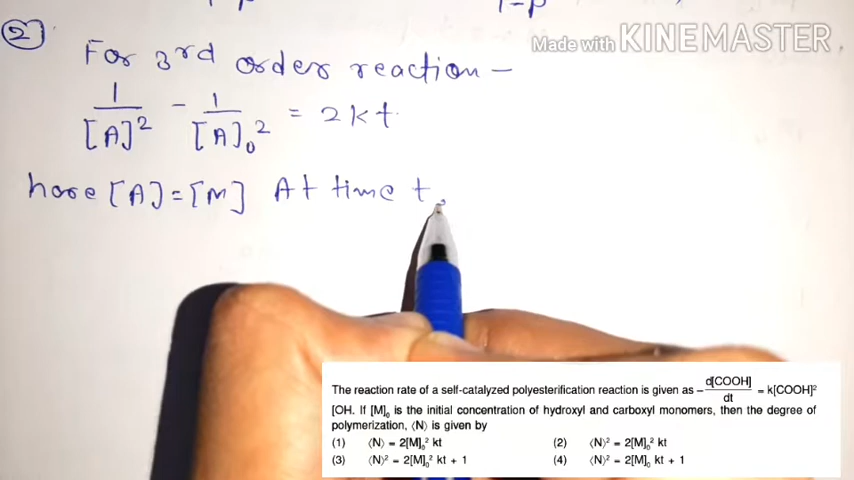 1-P
Made with KINEMASTER
② For 3rd order reaction -
1/[A]² - 1/[A]₀² = 2kt
here [A] = [M] At time t,
The reaction rate of a self-catalyzed polyesterification reaction is given as -d[COOH]/dt = k[COOH]²
[OH. If [M]₀ is the initial concentration of hydroxyl and carboxyl monomers, then the degree of
polymerization, ⟨N⟩ is given by
(1) ⟨N⟩ = 2[M]₀² kt (2) ⟨N⟩² = 2[M]₀² kt
(3) ⟨N⟩² = 2[M]₀² kt + 1 (4) ⟨N⟩² = 2[M]₀ kt + 1